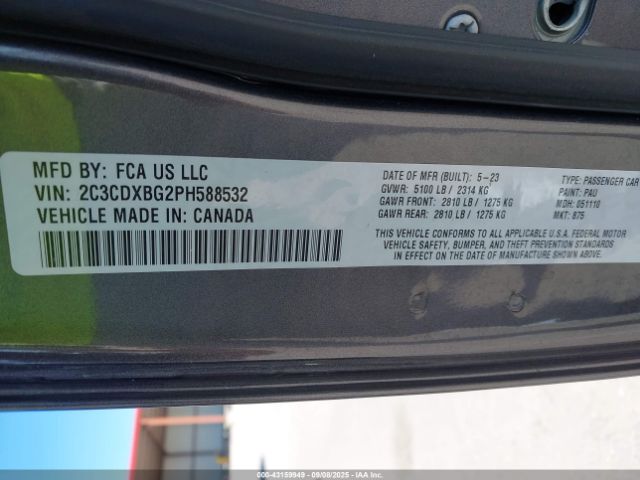 MFD BY: FCA US LLC
VIN: 2C3CDXBG2PH588532
VEHICLE MADE IN: CANADA
DATE OF MFR (BUILT): 5-23
GVWR: 5100 LB / 2314 KG
GAWR FRONT: 2810 LB / 1275 KG
GAWR REAR: 2810 LB / 1275 KG
TYPE: PASSENGER CAR
PAINT: PAU
MDH: 051110
MKT: 875
THIS VEHICLE CONFORMS TO ALL APPLICABLE U.S.A. FEDERAL MOTOR
VEHICLE SAFETY, BUMPER, AND THEFT PREVENTION STANDARDS
IN EFFECT ON THE DATE OF MANUFACTURE SHOWN ABOVE.
000-43159949 - 09/08/2025 - COPYRIGHT IAA, LLC